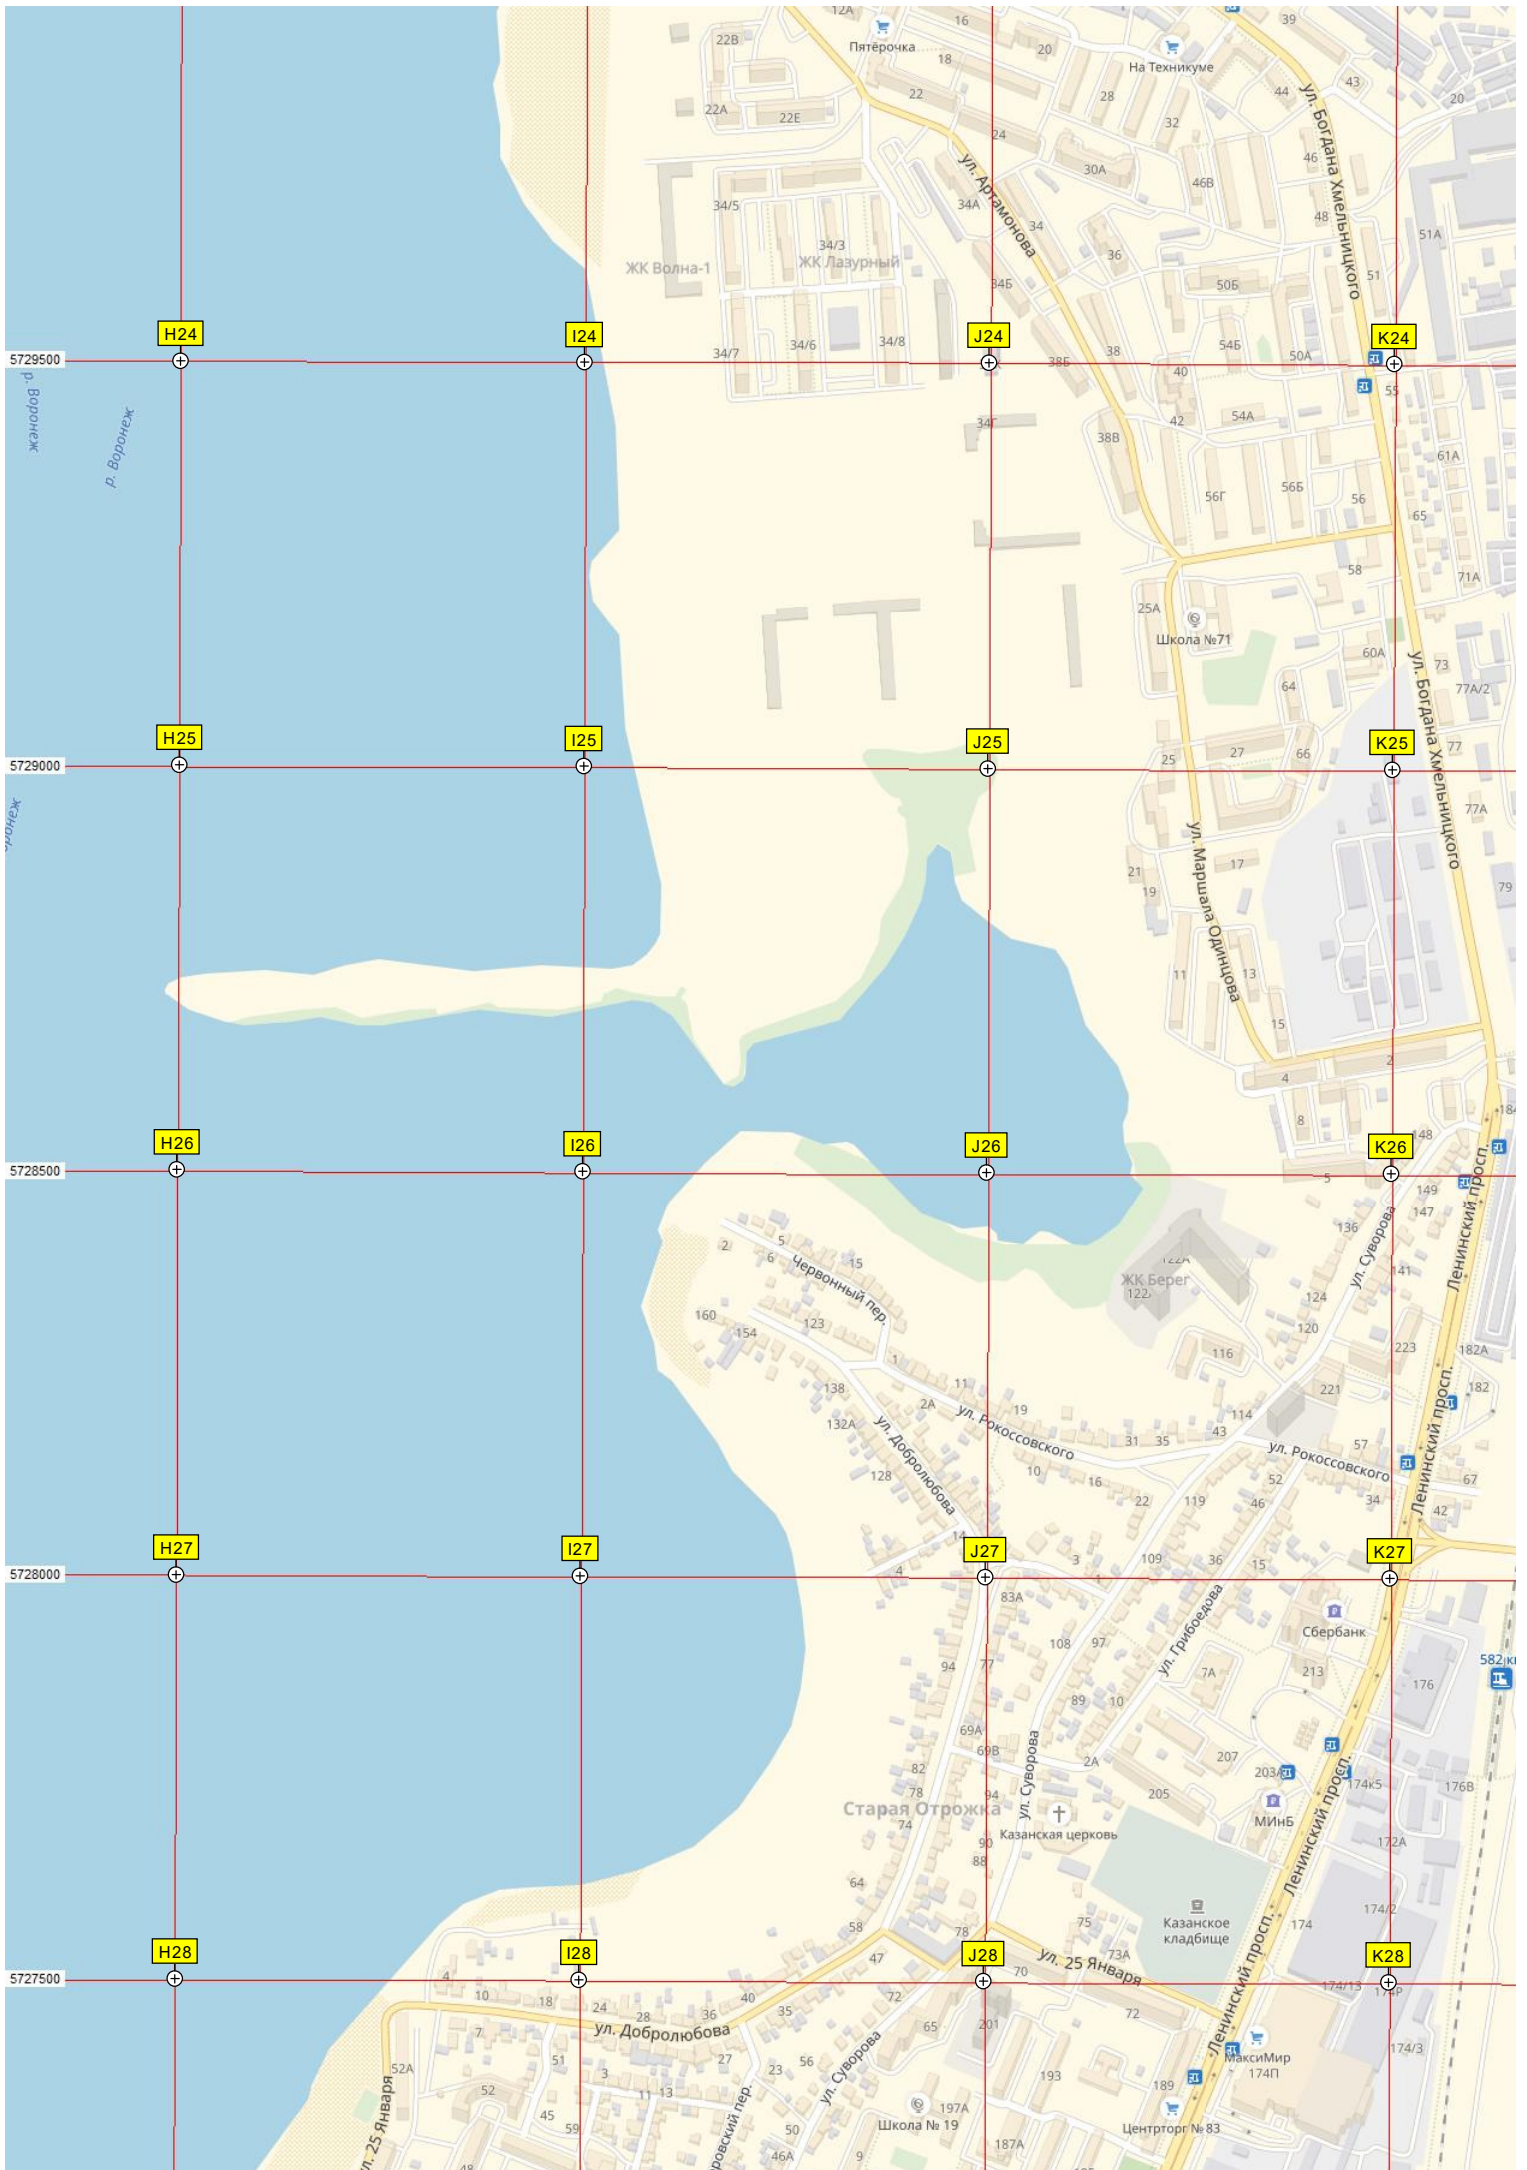 12А
16
39
22В
Пятёрочка
18
20
На Техникуме
43
44
20
22
28
22А
22Е
32
24
ул. Богдана Хмельницкого
46
30А
46В
ул. Артамонова
34/5
34А
34
48
51А
34/3
36
ЖК Волна-1
ЖК Лазурный
51
34Б
50Б
H24
I24
J24
K24
5729500
34/7
34/6
34/8
38Б
38
54Б
50А
40
55
р. Воронеж
р. Воронеж
34Г
42
54А
38В
61А
56Г
56Б
56
65
58
71А
25А
Школа №71
60А
73
ул. Богдана Хмельницкого
64
77А/2
H25
I25
J25
K25
5729000
25
27
66
77
77А
ул. Маршала Одинцова
21
19
17
79
11
13
15
2
4
8
184
148
H26
I26
J26
K26
5728500
5
149
147
Ленинский просп.
136
ул. Суворова
2
5
6
15
Червонный пер.
122А
ЖК Берег
141
124
160
154
123
120
1
116
223
182А
138
11
221
182
132А
2А
19
ул. Рокоссовского
114
Ленинский просп.
ул. Добролюбова
31
35
43
57
ул. Рокоссовского
128
10
16
52
67
22
119
46
34
42
Ленинский просп.
14
H27
I27
J27
K27
5728000
4
3
1
109
36
15
83А
108
97
ул. Грибоедова
Сбербанк
582 к
94
77
7А
213
176
89
10
69А
69В
ул. Суворова
2А
207
82
78
94
205
203А
174к5
176В
Старая Отрожка
74
Казанская церковь
МИнБ
Ленинский просп.
90
88
172А
64
174/2
Казанское
кладбище
58
78
75
174
47
73А
H28
I28
J28
K28
5727500
4
70
ул. 25 Января
Ленинский просп.
174/13
174Р
10
18
24
28
36
40
35
72
72
ул. Добролюбова
7
65
201
51
27
МаксиМир
174П
174/3
52А
52
3
11
13
23
56
ул. Суворова
193
189
ул. 25 Января
45
59
50
Школа № 19
197А
Центрторг № 83
46А
9
187А
48